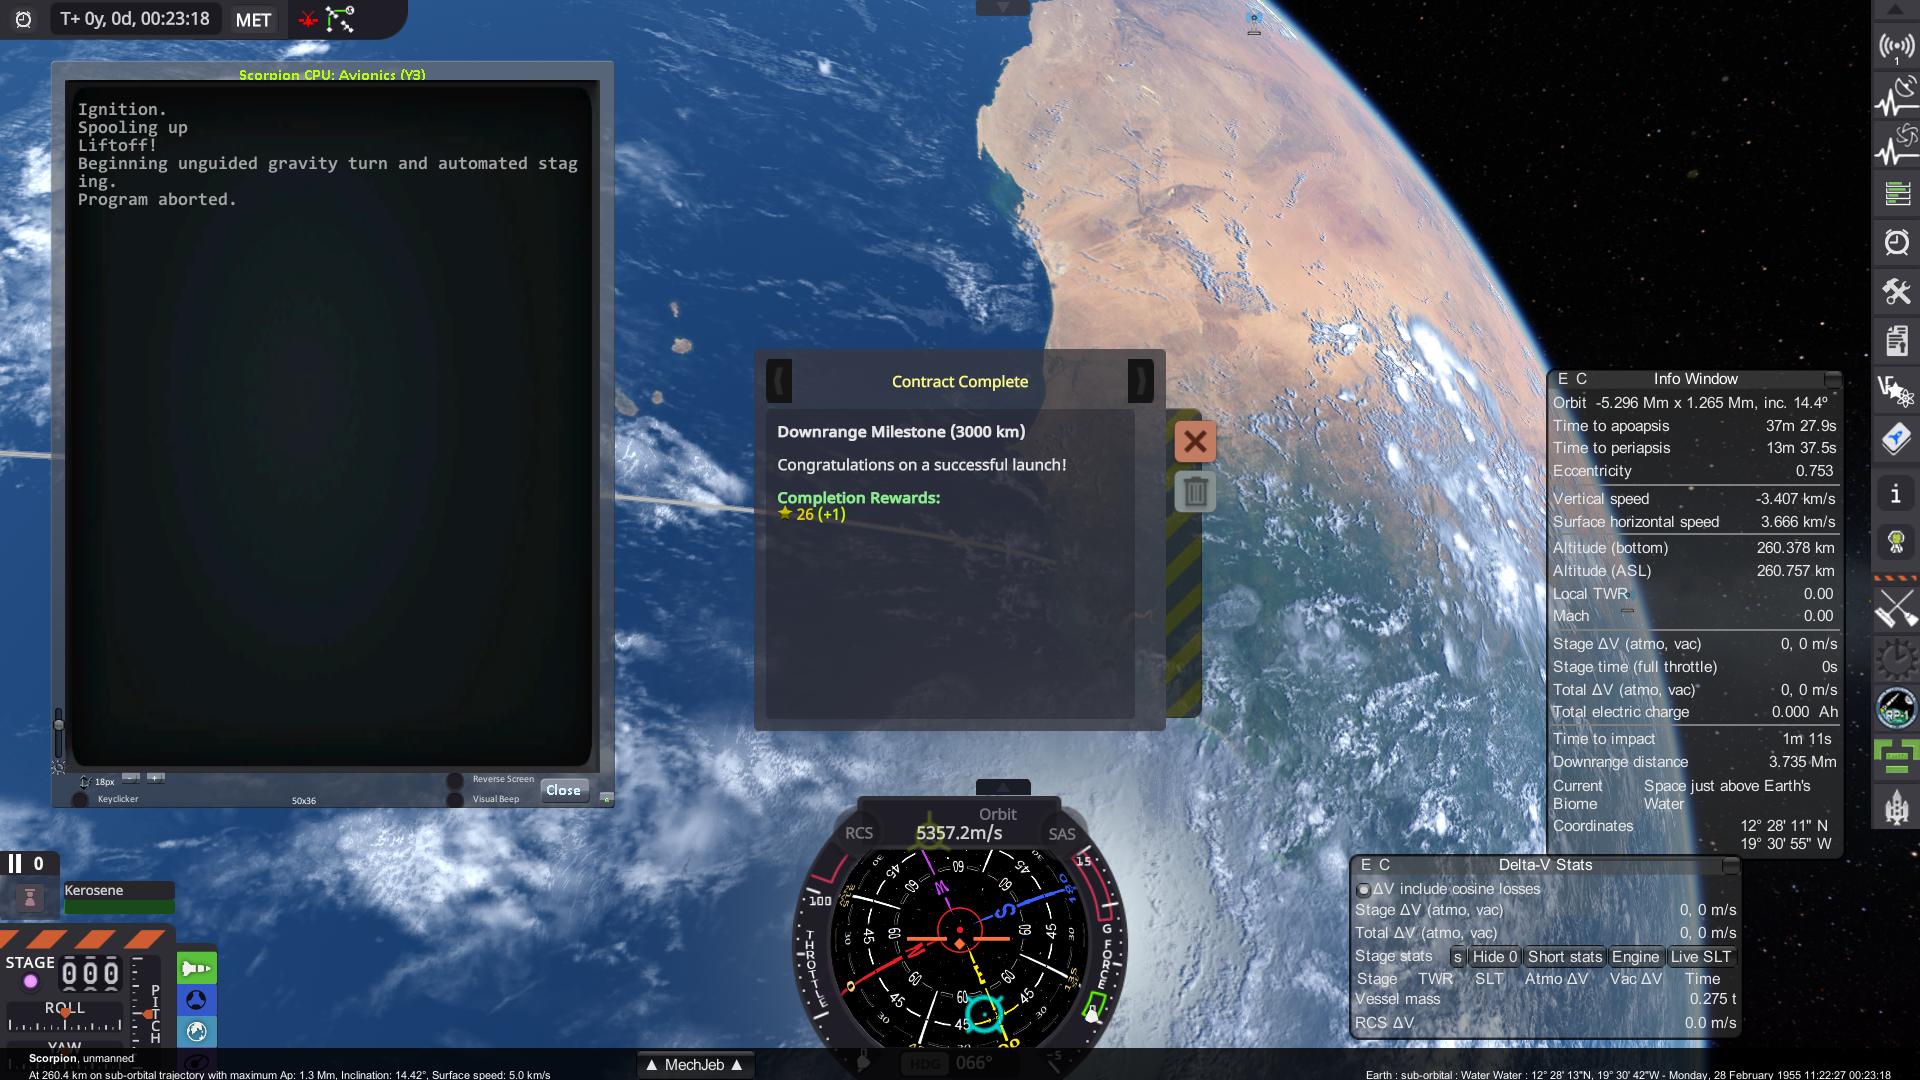 T+ 0y, 0d, 00:23:18
MET
Scorpion CPU: Avionics (Y3)
Ignition.
Spooling up
Liftoff!
Beginning unguided gravity turn and automated stag
ing.
Program aborted.
18px
Reverse Screen
Keyclicker
50x36
Visual Beep
Close
Contract Complete
Downrange Milestone (3000 km)
Congratulations on a successful launch!
Completion Rewards:
26 (+1)
1
E C Info Window
Orbit -5.296 Mm x 1.265 Mm, inc. 14.4º
Time to apoapsis 37m 27.9s
Time to periapsis 13m 37.5s
Eccentricity 0.753
Vertical speed -3.407 km/s
Surface horizontal speed 3.666 km/s
Altitude (bottom) 260.378 km
Altitude (ASL) 260.757 km
Local TWR 0.00
Mach 0.00
Stage ΔV (atmo, vac) 0, 0 m/s
Stage time (full throttle) 0s
Total ΔV (atmo, vac) 0, 0 m/s
Total electric charge 0.000 Ah
Time to impact 1m 11s
Downrange distance 3.735 Mm
Current Biome Space just above Earth's Water
Coordinates 12° 28' 11" N
19° 30' 55" W
E C Delta-V Stats
ΔV include cosine losses
Stage ΔV (atmo, vac) 0, 0 m/s
Total ΔV (atmo, vac) 0, 0 m/s
Stage stats s Hide 0 Short stats Engine Live SLT
Stage TWR SLT Atmo ΔV Vac ΔV Time
Vessel mass 0.275 t
RCS ΔV 0.0 m/s
RP-1
Orbit
RCS 5357.2m/s SAS
100
15
THROTTLE
G FORCE
-5
HDG 066°
0
Kerosene
STAGE 000
ROLL
PITCH
YAW
MechJeb
Scorpion, unmanned
At 260.4 km on sub-orbital trajectory with maximum Ap: 1.3 Mm, Inclination: 14.42°, Surface speed: 5.0 km/s
Earth : sub-orbital : Water Water : 12° 28' 13"N, 19° 30' 42"W - Monday, 28 February 1955 11:22:27 00:23:18